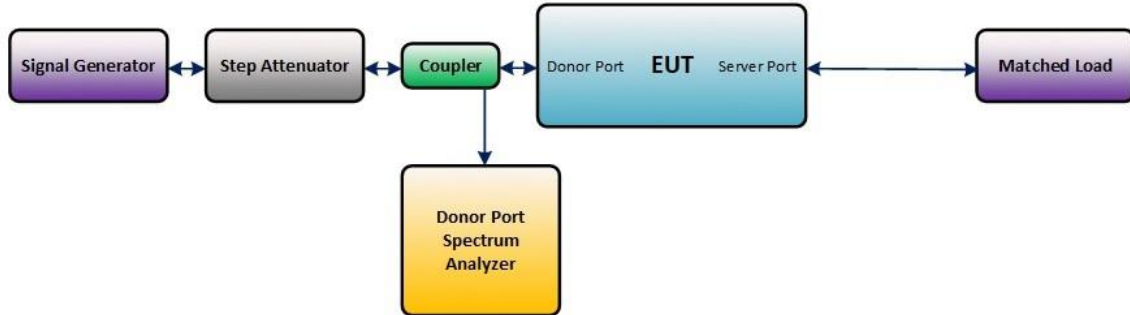 Signal Generator
Step Attenuator
Coupler
Donor Port
EUT
Server Port
Matched Load
Donor Port
Spectrum
Analyzer